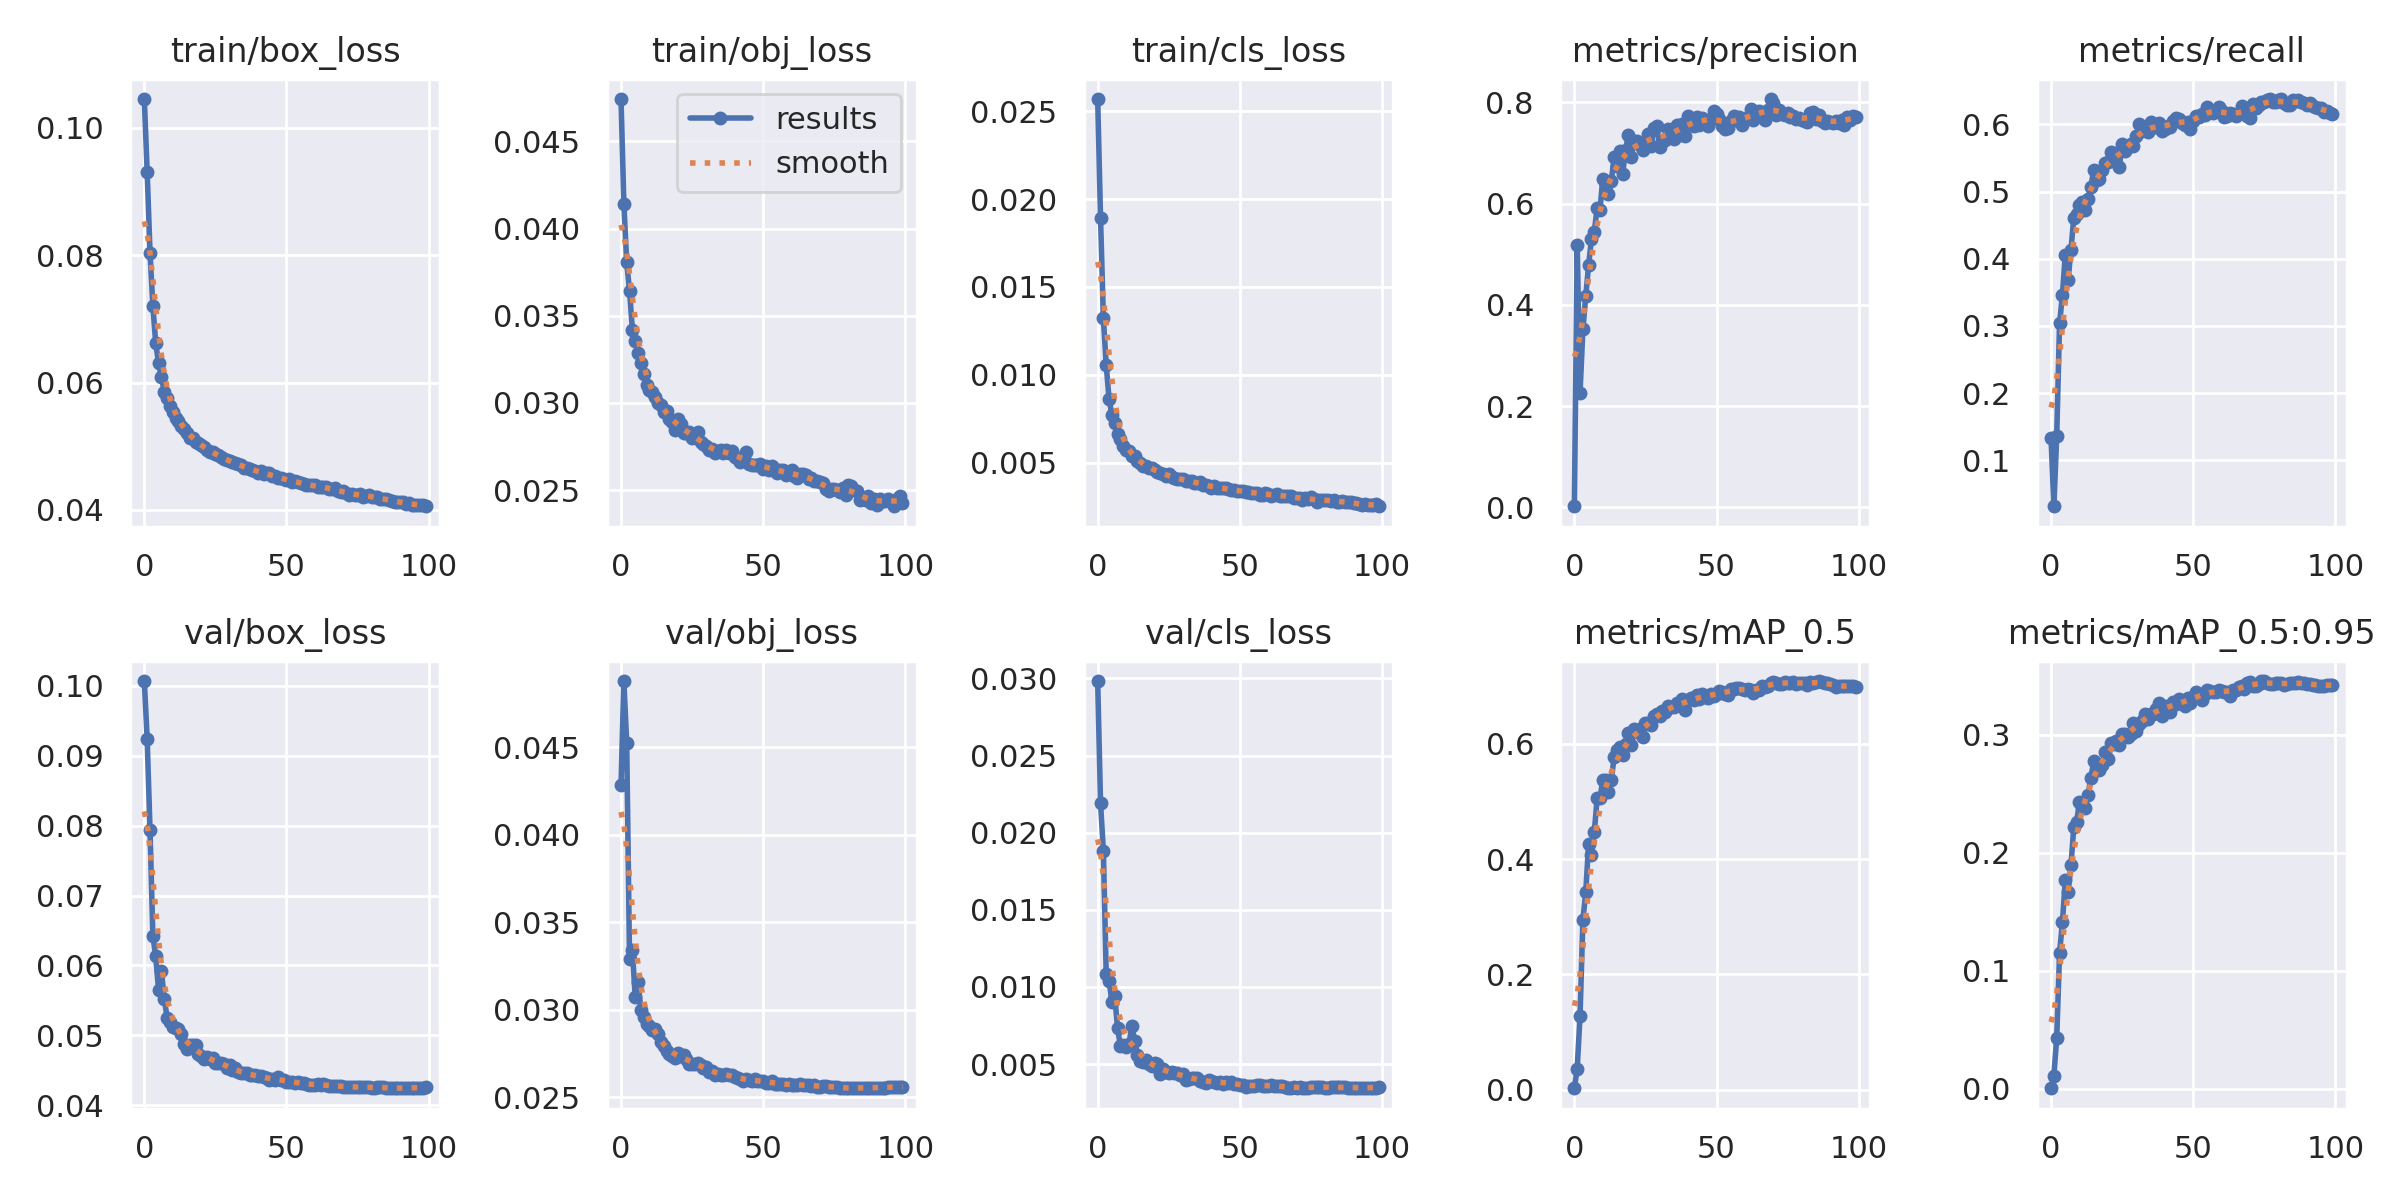 train/box_loss
0.10
0.08
0.06
0.04
0 50 100
train/obj_loss
results
smooth
0.045
0.040
0.035
0.030
0.025
0 50 100
train/cls_loss
0.025
0.020
0.015
0.010
0.005
0 50 100
metrics/precision
0.8
0.6
0.4
0.2
0.0
0 50 100
metrics/recall
0.6
0.5
0.4
0.3
0.2
0.1
0 50 100
val/box_loss
0.10
0.09
0.08
0.07
0.06
0.05
0.04
0 50 100
val/obj_loss
0.045
0.040
0.035
0.030
0.025
0 50 100
val/cls_loss
0.030
0.025
0.020
0.015
0.010
0.005
0 50 100
metrics/mAP_0.5
0.6
0.4
0.2
0.0
0 50 100
metrics/mAP_0.5:0.95
0.3
0.2
0.1
0.0
0 50 100